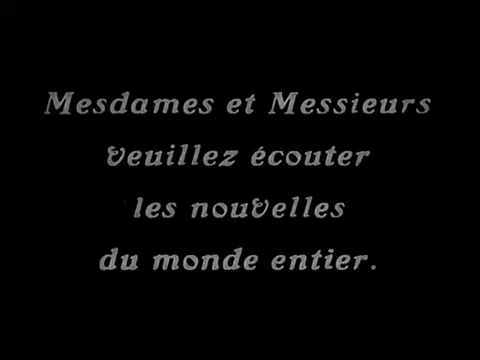 Mesdames et Messieurs
veuillez écouter
les nouvelles
du monde entier.